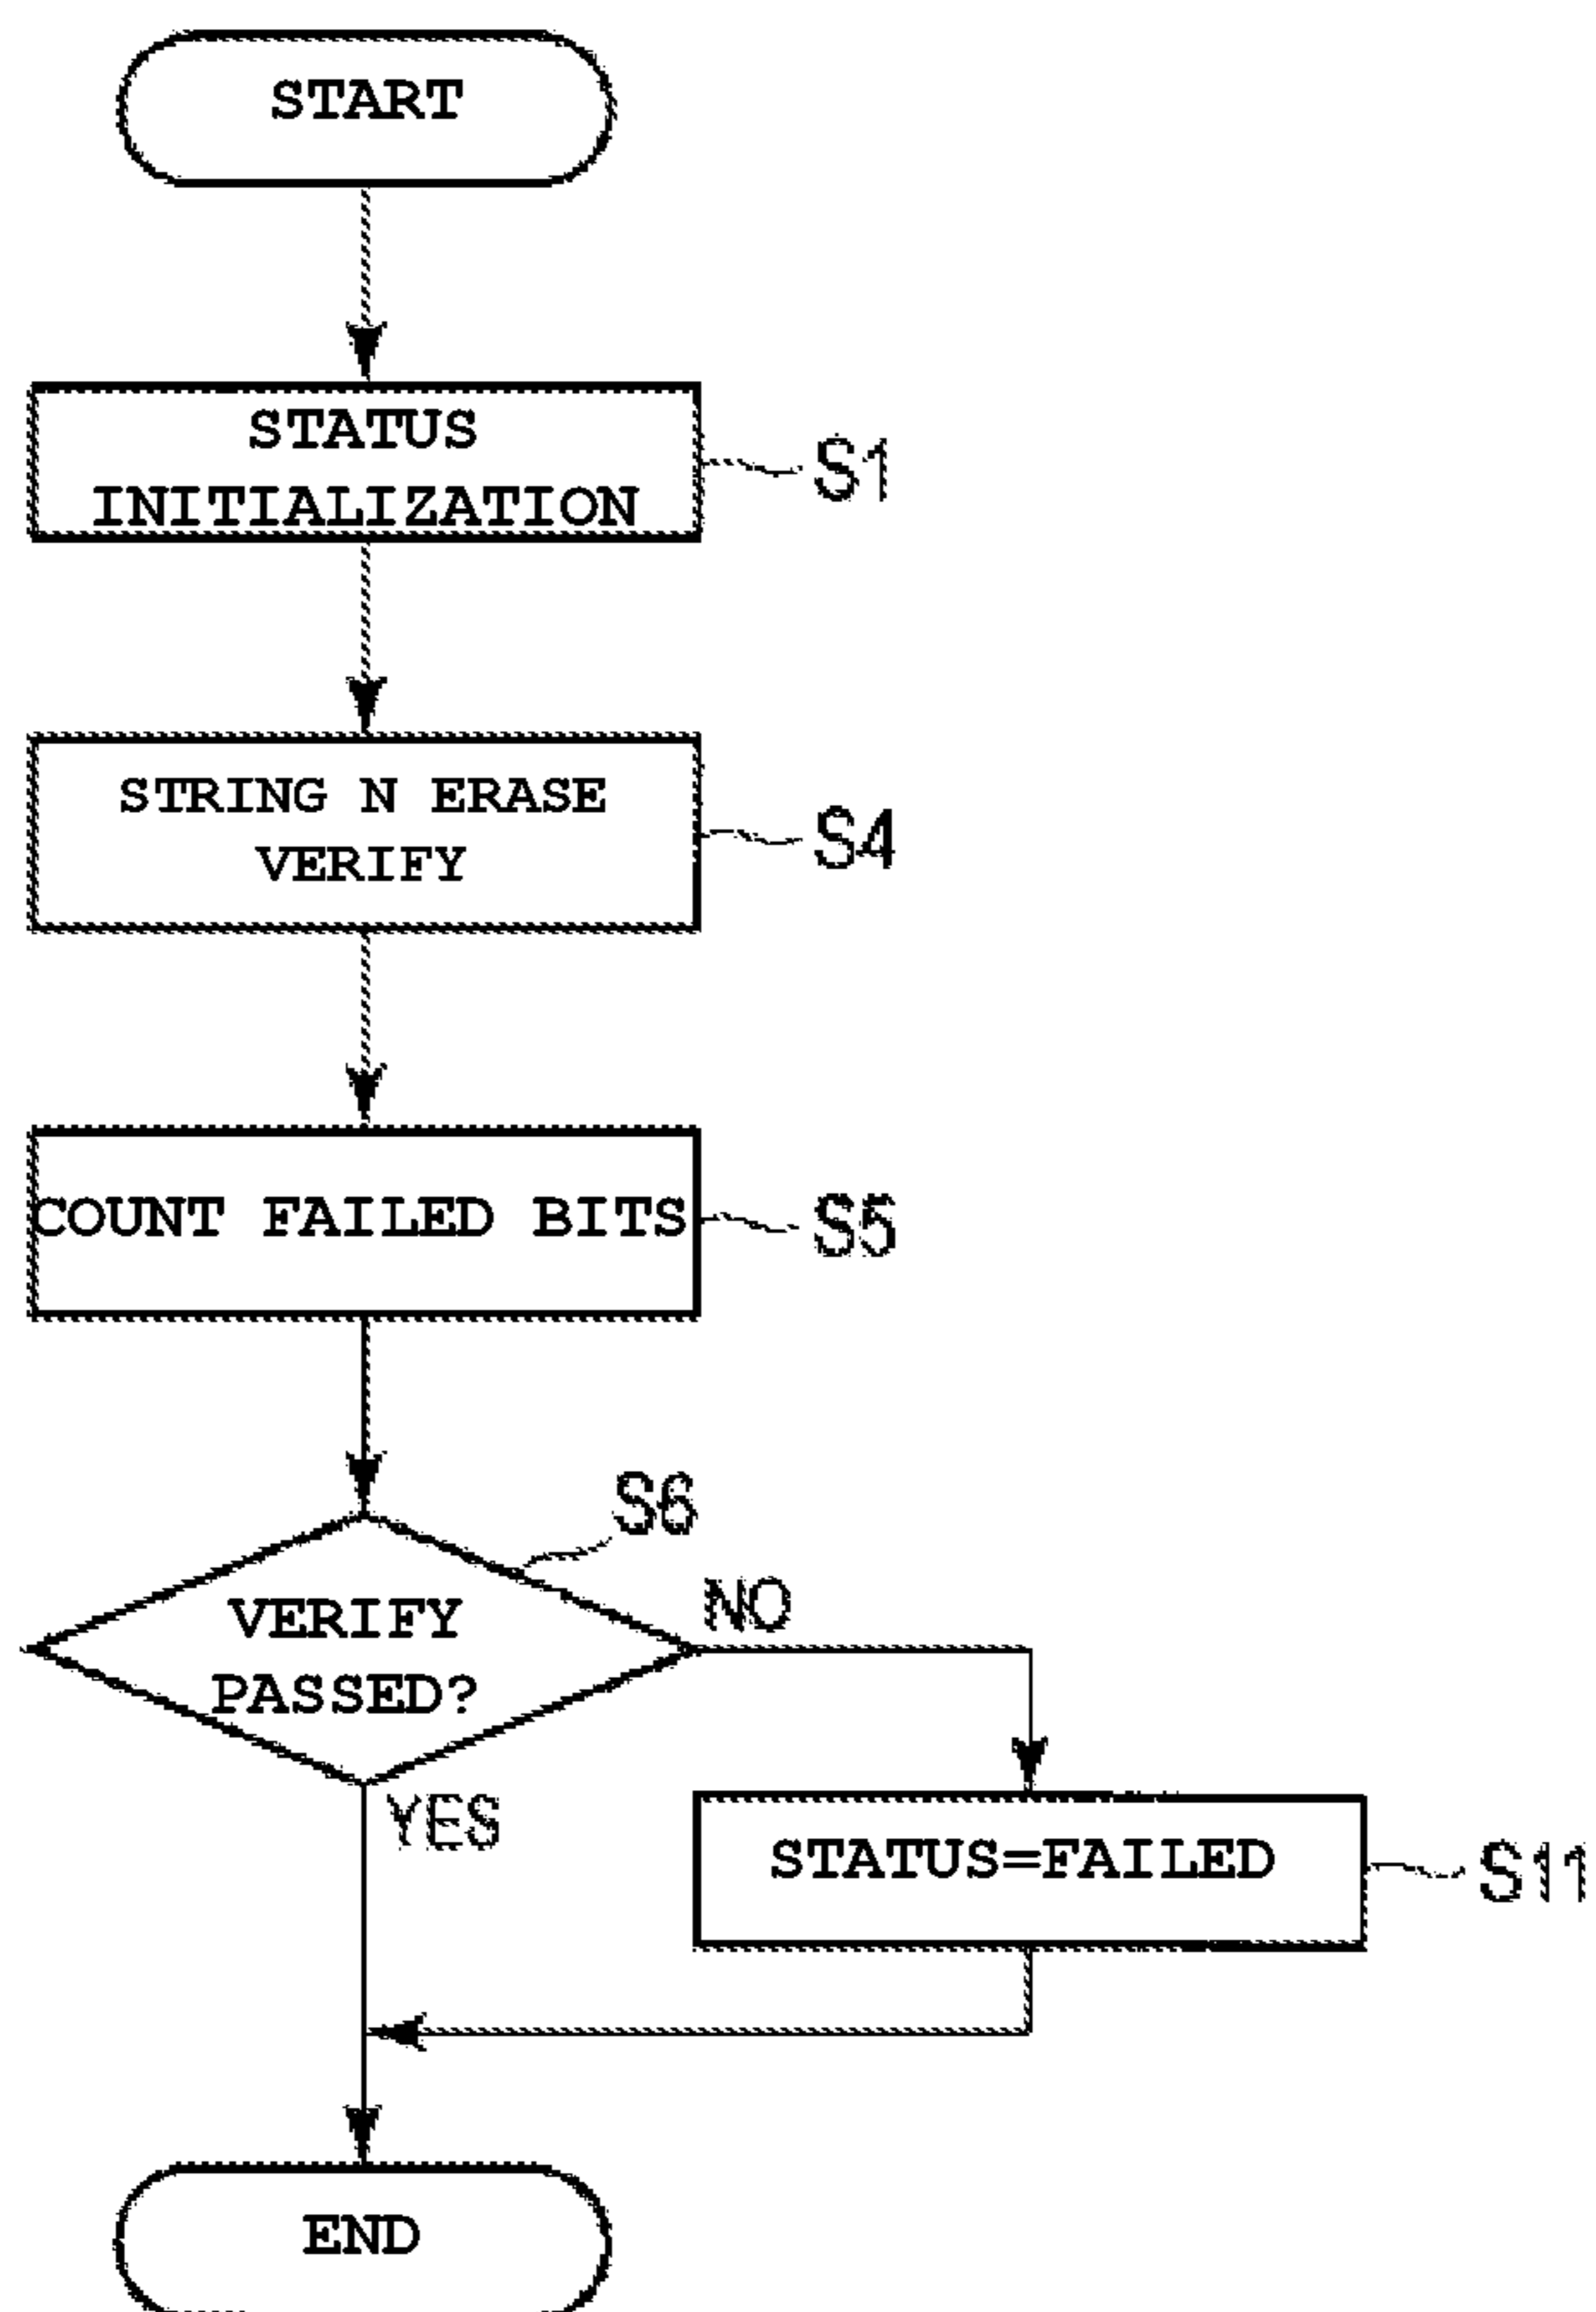 START
STATUS
INITIALIZATION
S1
STRING N ERASE
VERIFY
S4
COUNT FAILED BITS
S5
S6
VERIFY
PASSED?
NO
YES
STATUS=FAILED
S11
END